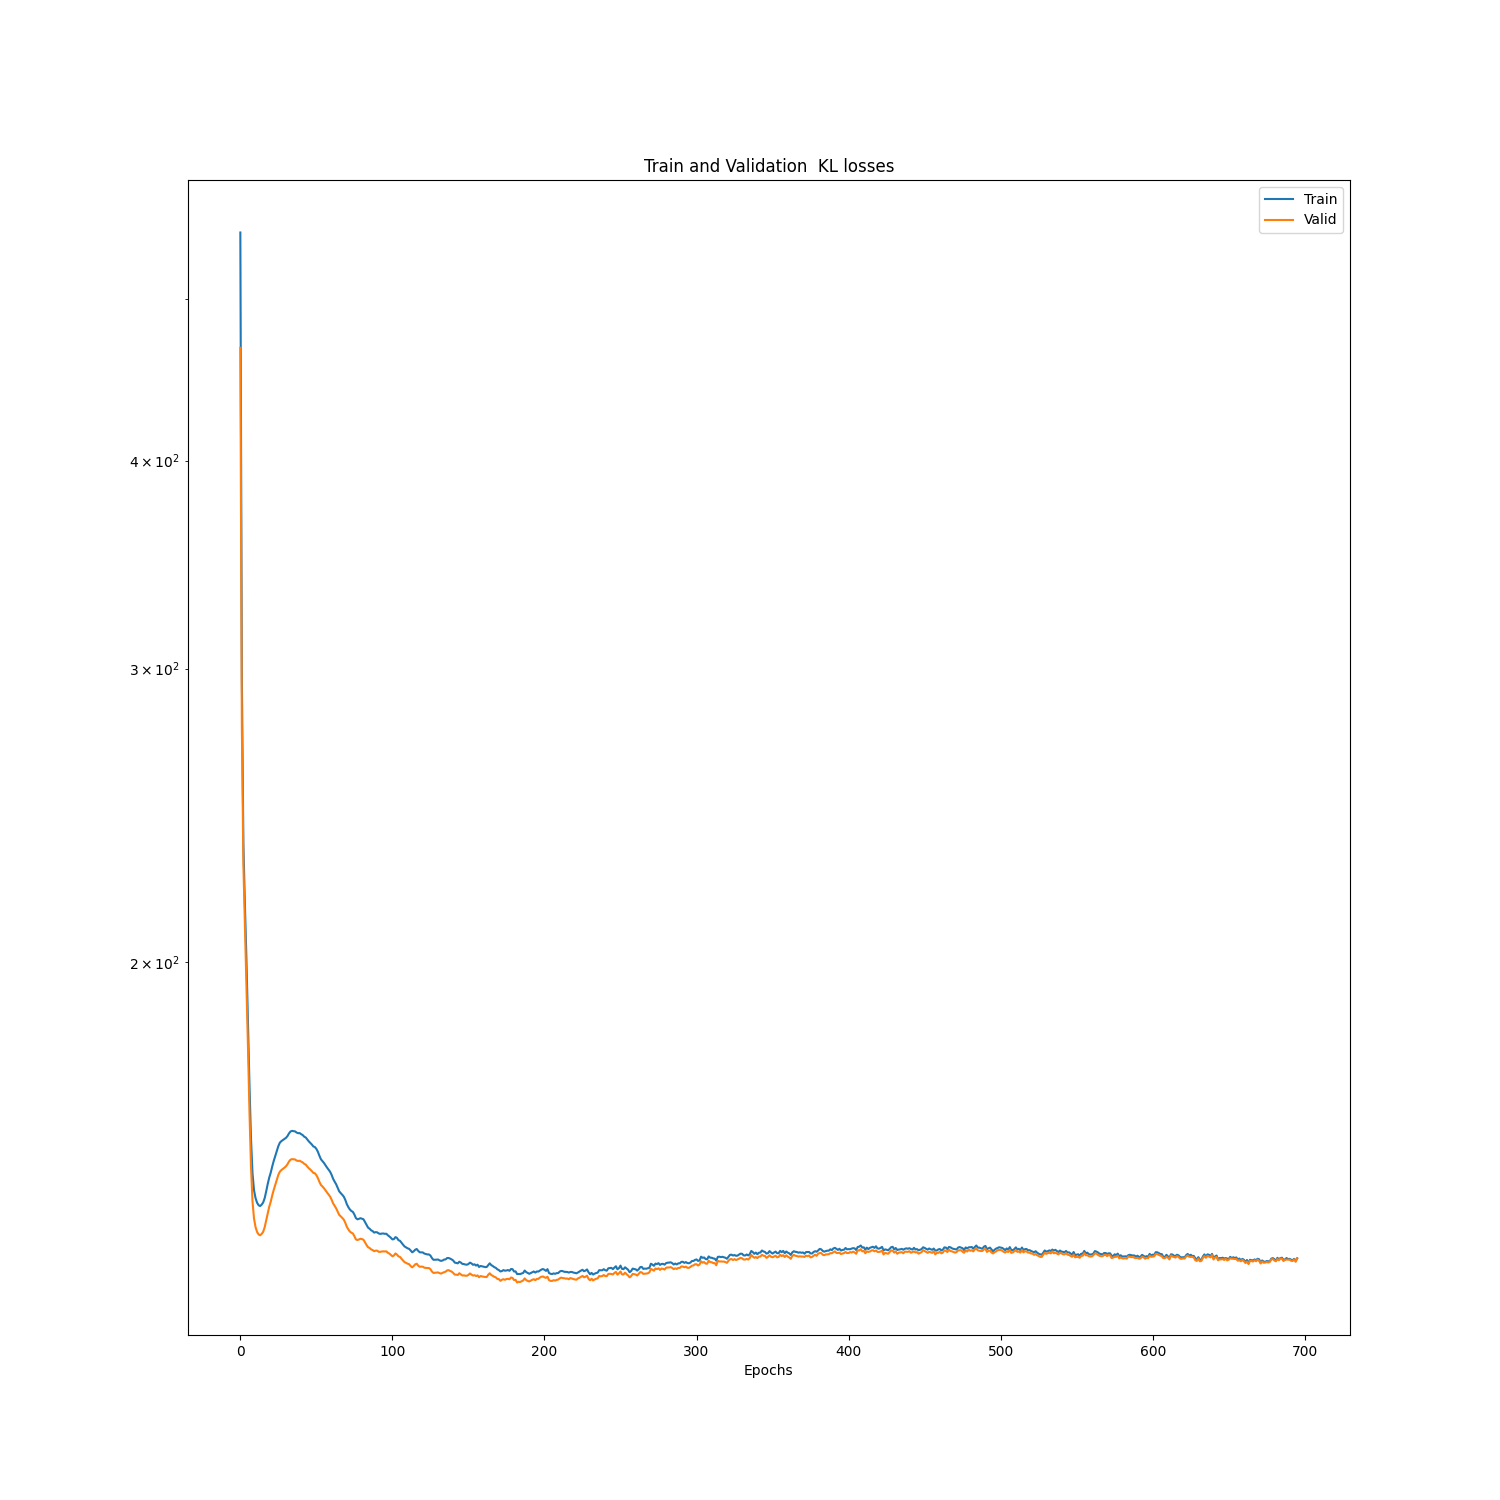 Train and Validation  KL losses
Train
Valid
4 × 10²
3 × 10²
2 × 10²
0 100 200 300 400 500 600 700
Epochs